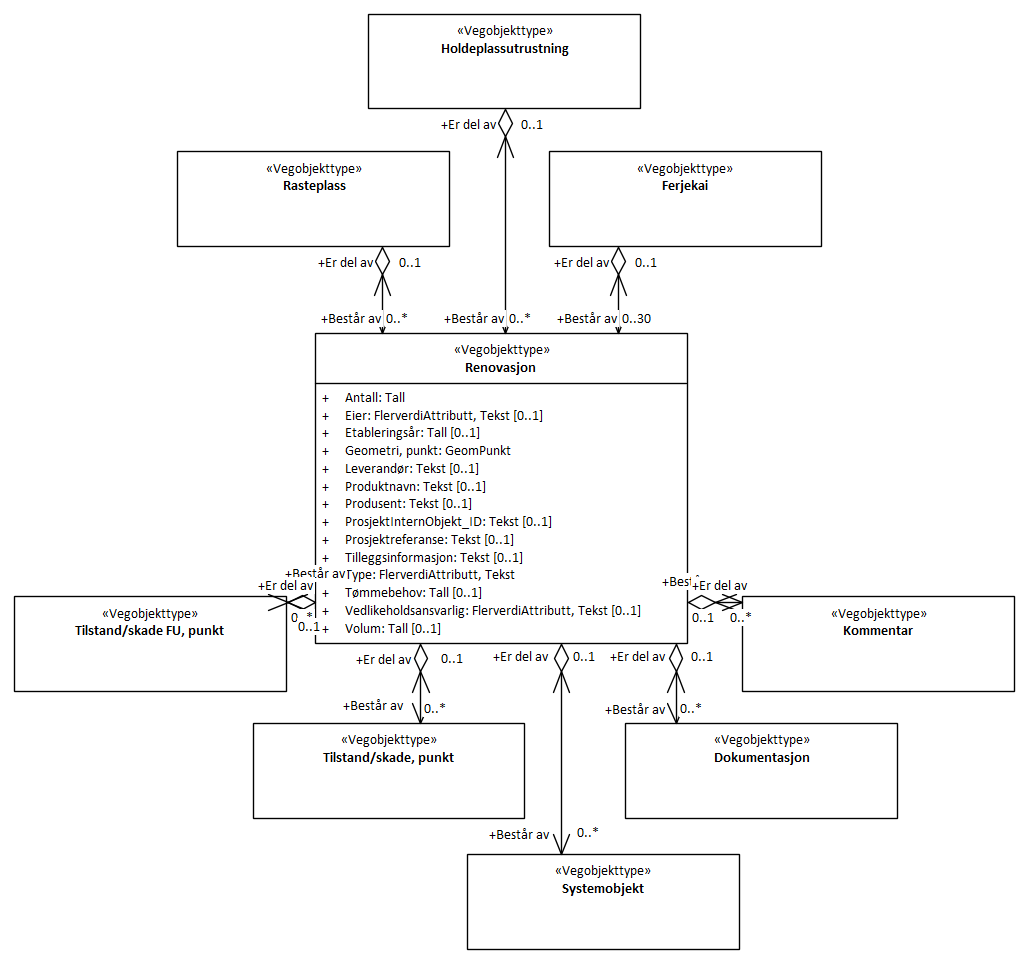 «Vegobjekttype»
Holdeplassutrustning
+Er del av 0..1
«Vegobjekttype»
Rasteplass
«Vegobjekttype»
Ferjekai
+Er del av 0..1
+Er del av 0..1
+Består av 0..*
+Består av 0..*
+Består av 0..30
«Vegobjekttype»
Renovasjon
+ Antall: Tall
+ Eier: FlerverdiAttributt, Tekst [0..1]
+ Etableringsår: Tall [0..1]
+ Geometri, punkt: GeomPunkt
+ Leverandør: Tekst [0..1]
+ Produktnavn: Tekst [0..1]
+ Produsent: Tekst [0..1]
+ ProsjektInternObjekt_ID: Tekst [0..1]
+ Prosjektreferanse: Tekst [0..1]
+ Tilleggsinformasjon: Tekst [0..1]
Type: FlerverdiAttributt, Tekst
+ Tømmebehov: Tall [0..1]
+ Vedlikeholdsansvarlig: FlerverdiAttributt, Tekst [0..1]
+ Volum: Tall [0..1]
+Består av
+Er del av
0..*
0..1
«Vegobjekttype»
Tilstand/skade FU, punkt
+Best
+Er del av
0..1
0..*
«Vegobjekttype»
Kommentar
+Er del av 0..1
+Er del av 0..1
+Er del av 0..1
+Består av 0..*
+Består av 0..*
«Vegobjekttype»
Tilstand/skade, punkt
«Vegobjekttype»
Dokumentasjon
+Består av 0..*
«Vegobjekttype»
Systemobjekt